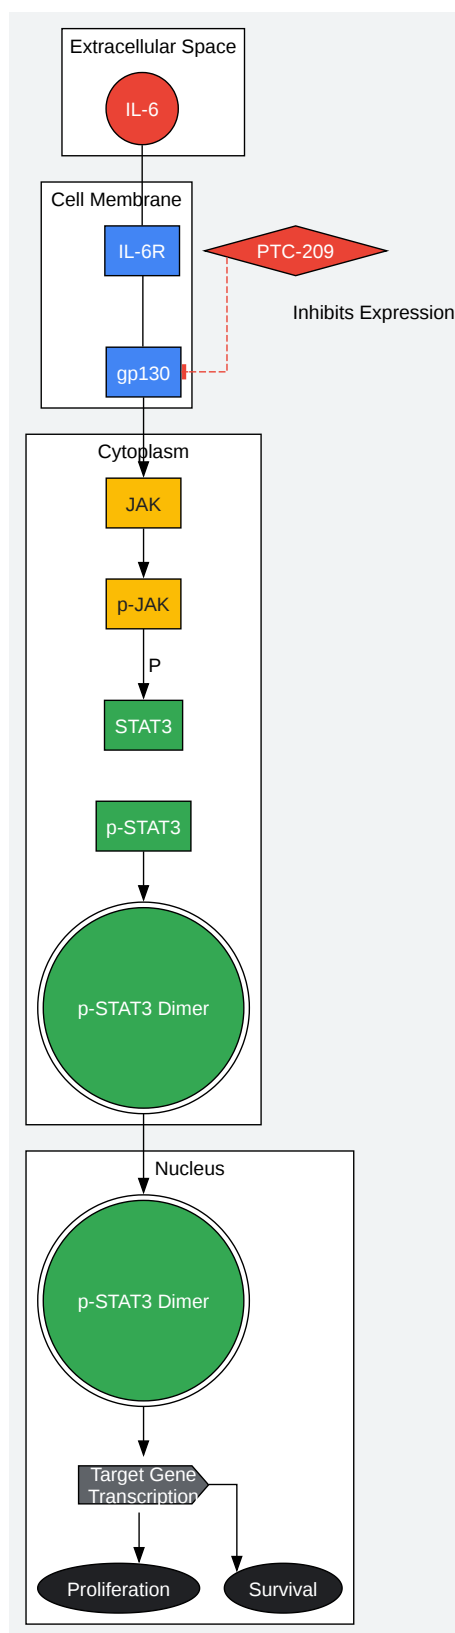 Extracellular Space
IL-6
Cell Membrane
IL-6R
PTC-209
Inhibits Expression
gp130
Cytoplasm
JAK
p-JAK
P
STAT3
p-STAT3
p-STAT3 Dimer
Nucleus
p-STAT3 Dimer
Target Gene
Transcription
Proliferation
Survival